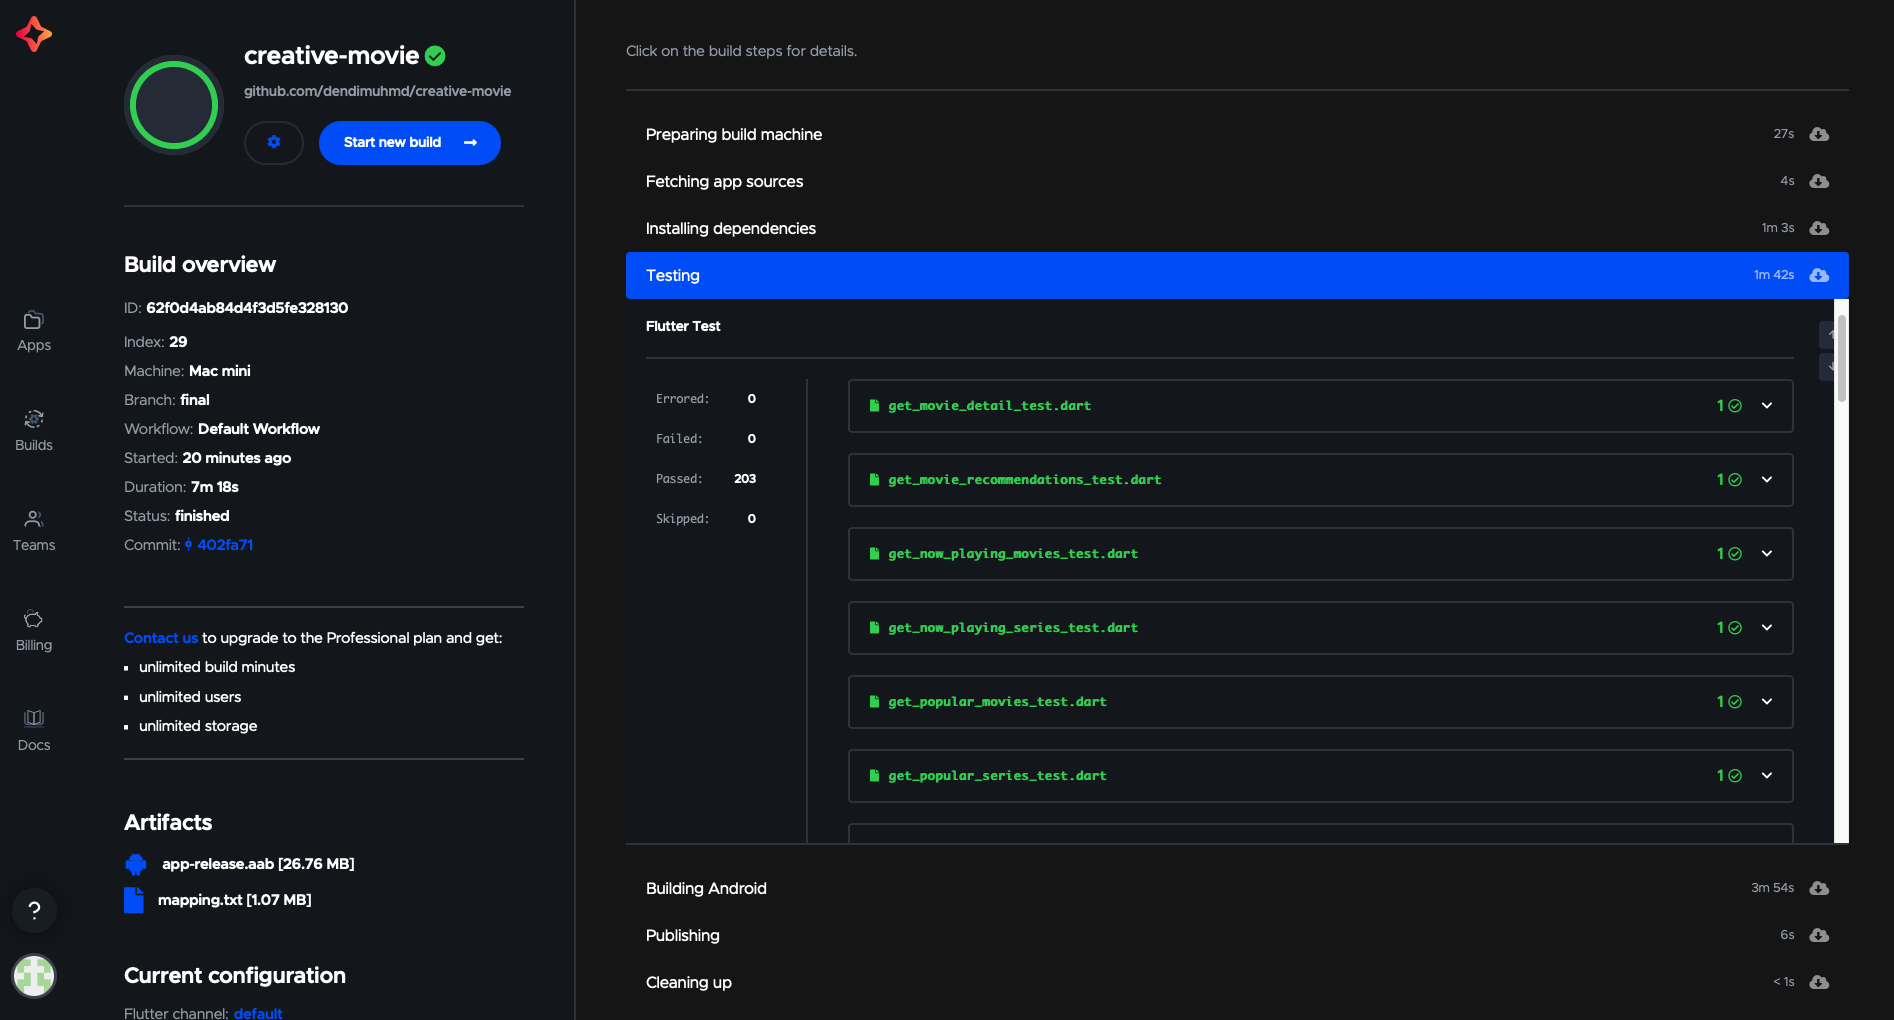 creative-movie
github.com/dendimuhmd/creative-movie
Start new build
Build overview
ID: 62f0d4ab84d4f3d5fe328130
Index: 29
Machine: Mac mini
Branch: final
Workflow: Default Workflow
Started: 20 minutes ago
Duration: 7m 18s
Status: finished
Commit: 402fa71
Contact us to upgrade to the Professional plan and get:
unlimited build minutes
unlimited users
unlimited storage
Artifacts
app-release.aab [26.76 MB]
mapping.txt [1.07 MB]
Current configuration
Flutter channel: default
Apps
Builds
Teams
Billing
Docs
?
Click on the build steps for details.
Preparing build machine 27s
Fetching app sources 4s
Installing dependencies 1m 3s
Testing 1m 42s
Flutter Test
Errored: 0
Failed: 0
Passed: 203
Skipped: 0
get_movie_detail_test.dart 1
get_movie_recommendations_test.dart 1
get_now_playing_movies_test.dart 1
get_now_playing_series_test.dart 1
get_popular_movies_test.dart 1
get_popular_series_test.dart 1
Building Android 3m 54s
Publishing 6s
Cleaning up < 1s